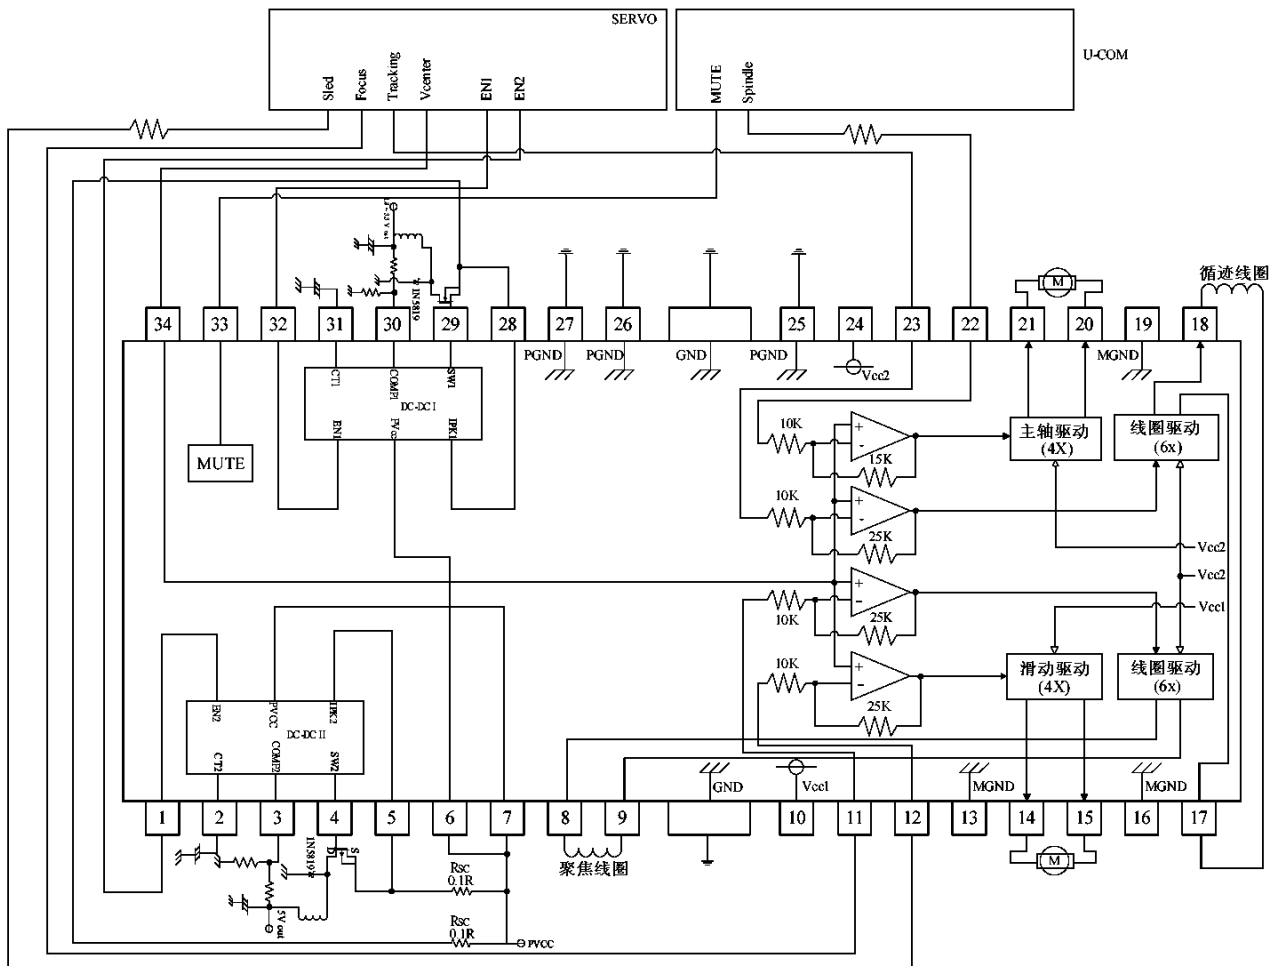 SERVO
U-COM
Sled
Focus
Tracking
Vcenter
EN1
EN2
MUTE
Spindle
1N5819
循迹线圈
34
33
32
31
30
29
28
27
26
25
24
23
22
21
20
19
18
M
PGND
PGND
GND
PGND
Vcc2
MGND
CT1
COMP1
SW1
DC-DC I
EN1
PVcc
IPK1
MUTE
10K
+
-
15K
主轴驱动
(4X)
线圈驱动
(6x)
10K
+
-
25K
Vcc2
Vcc2
Vcc1
10K
+
-
25K
10K
+
-
25K
滑动驱动
(4X)
线圈驱动
(6x)
EN2
PVCC
IPK2
DC-DC II
CT2
COMP2
SW2
GND
Vcc1
MGND
MGND
1
2
3
4
5
6
7
8
9
10
11
12
13
14
15
16
17
1N5819
D
S
聚焦线圈
M
Rsc
0.1R
5V out
Rsc
0.1R
PVCC